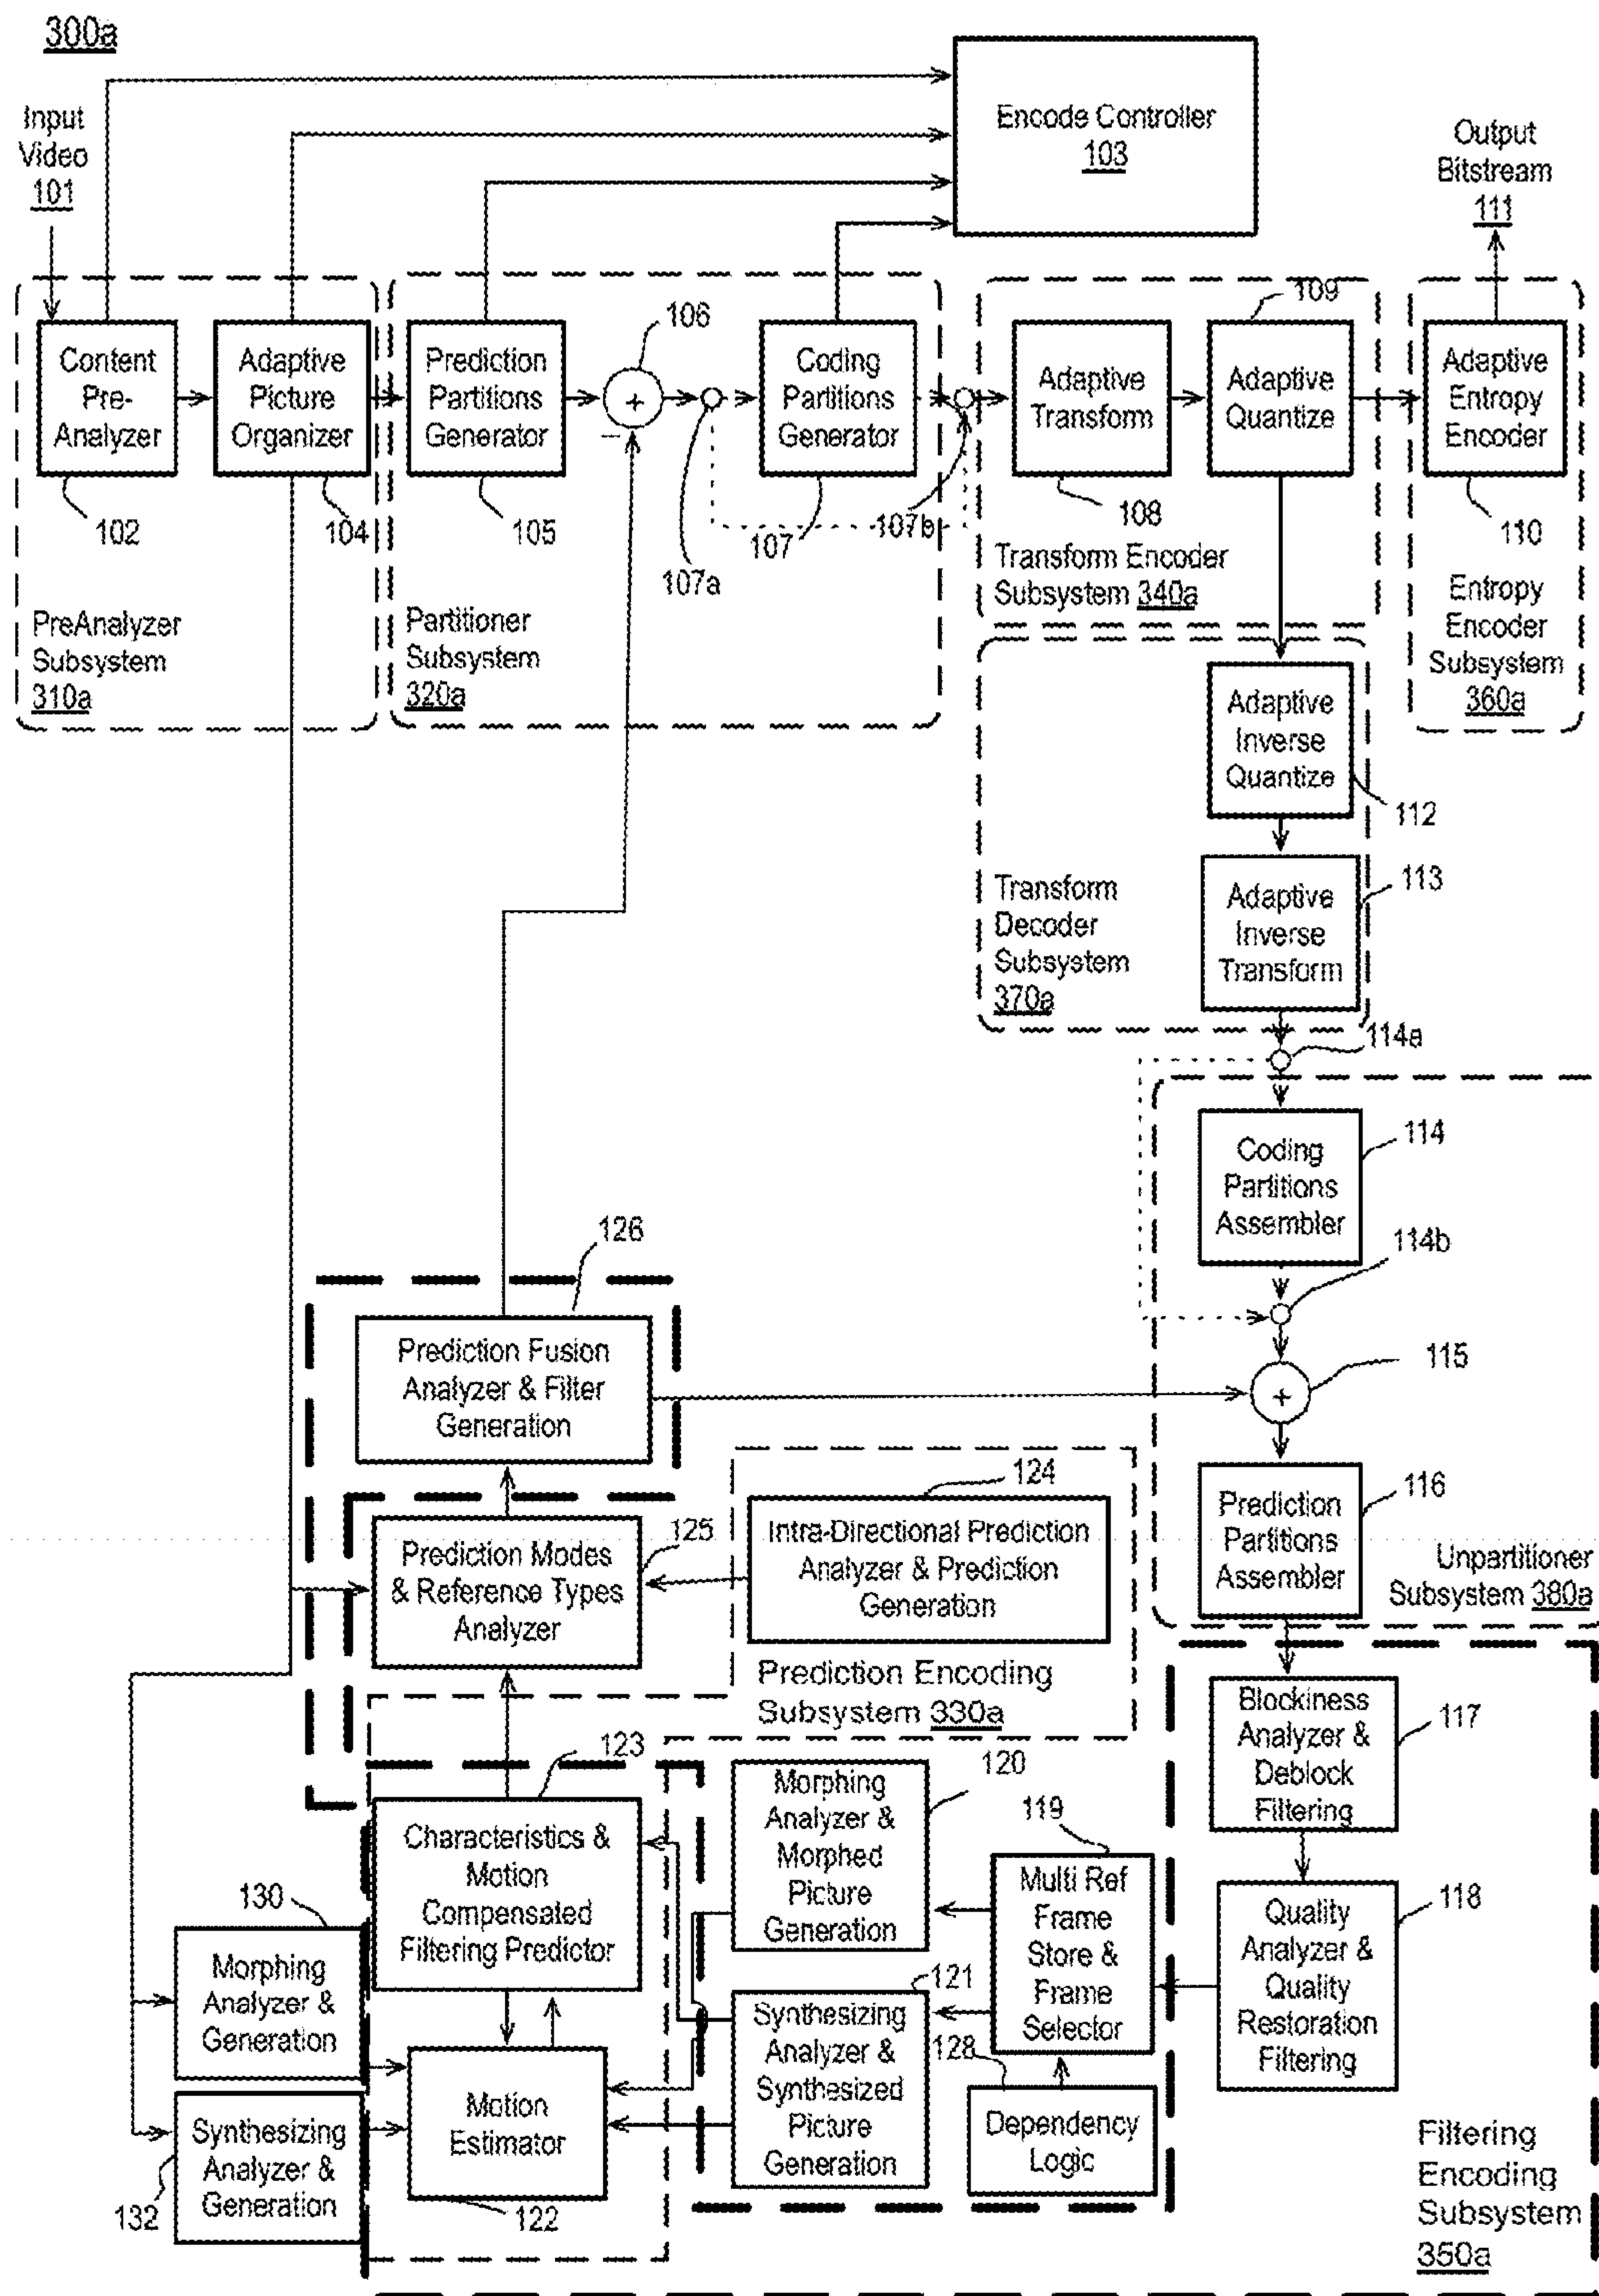 300a
Input
Video
101
Encode Controller
103
Output
Bitstream
111
Content
Pre-
Analyzer
102
Adaptive
Picture
Organizer
104
PreAnalyzer
Subsystem
310a
Prediction
Partitions
Generator
105
106
+
−
107a
Coding
Partitions
Generator
107
107b
Partitioner
Subsystem
320a
Adaptive
Transform
108
109
Adaptive
Quantize
Transform Encoder
Subsystem 340a
Adaptive
Entropy
Encoder
110
Entropy
Encoder
Subsystem
360a
Adaptive
Inverse
Quantize
112
Adaptive
Inverse
Transform
113
Transform
Decoder
Subsystem
370a
114a
Coding
Partitions
Assembler
114
114b
+
115
126
Prediction Fusion
Analyzer & Filter
Generation
Prediction
Partitions
Assembler
116
Unpartitioner
Subsystem 380a
Prediction Modes
& Reference Types
Analyzer
125
124
Intra-Directional Prediction
Analyzer & Prediction
Generation
Prediction Encoding
Subsystem 330a
Blockiness
Analyzer &
Deblock
Filtering
117
Quality
Analyzer &
Quality
Restoration
Filtering
118
123
Characteristics &
Motion
Compensated
Filtering Predictor
Morphing
Analyzer &
Morphed
Picture
Generation
120
119
Multi Ref
Frame
Store &
Frame
Selector
121
Synthesizing
Analyzer &
Synthesized
Picture
Generation
128
Dependency
Logic
130
Morphing
Analyzer &
Generation
Synthesizing
Analyzer &
Generation
132
Motion
Estimator
122
Filtering
Encoding
Subsystem
350a